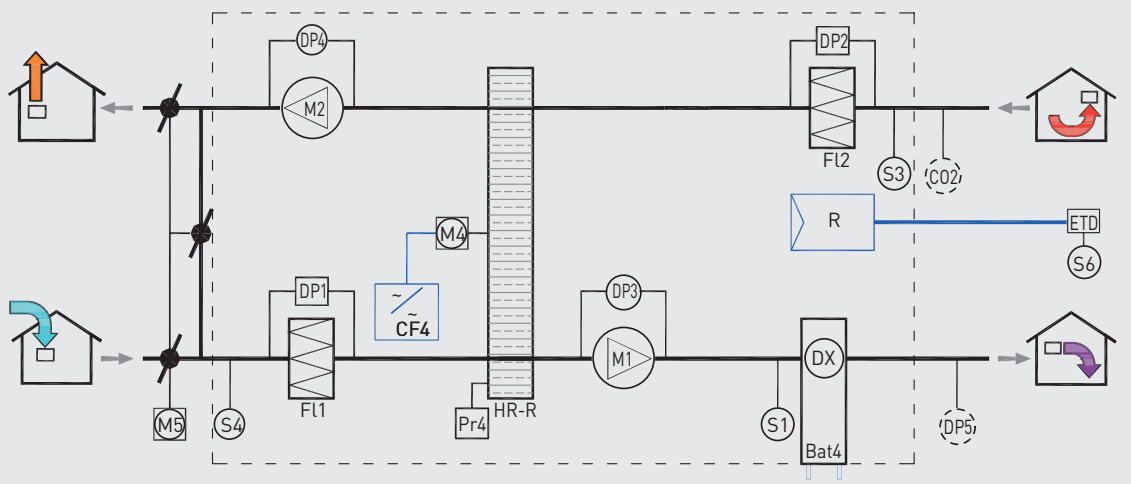 DP4
DP2
M2
Fl2
S3
CO2
R
ETD
M4
S6
DP1
DP3
~
~
CF4
M1
DX
Fl1
HR-R
M5
S4
Pr4
S1
DP5
Bat4